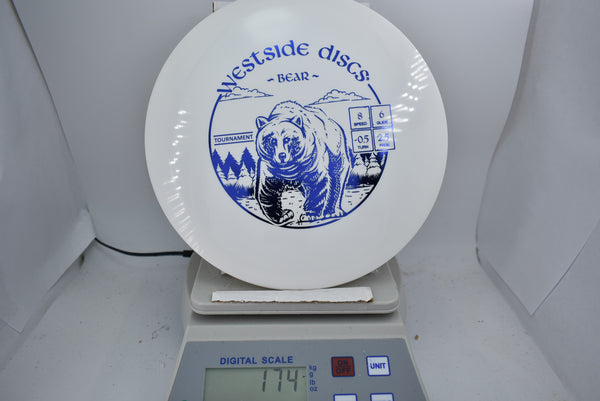 WESTSIDE DISCS
~ BEAR ~
8 6
SPEED GLIDE
TOURNAMENT
-0.5 2.5
TURN FADE
DIGITAL SCALE
174
kg
g
lb
oz
ON
OFF
UNIT